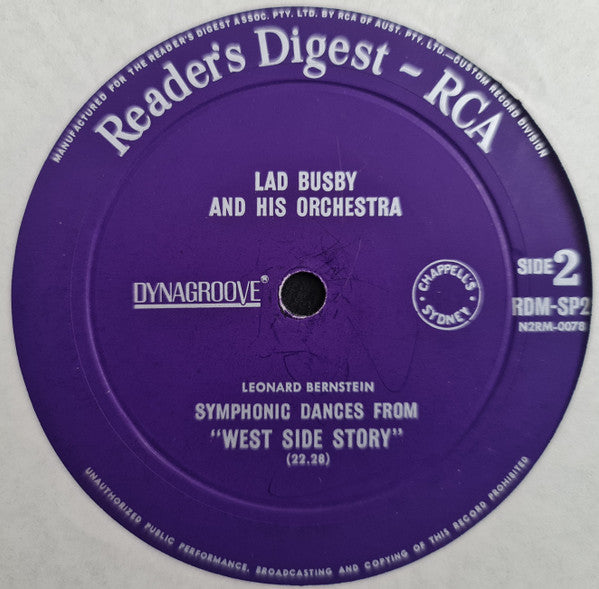 MANUFACTURED FOR THE READER'S DIGEST ASSOC. PTY. LTD. BY RCA OF AUST. PTY. LTD.—CUSTOM RECORD DIVISION
Reader's Digest – RCA
LAD BUSBY
AND HIS ORCHESTRA
DYNAGROOVE®
CHAPPELL'S
SYDNEY
SIDE 2
RDM-SP2
N2RM-0078
LEONARD BERNSTEIN
SYMPHONIC DANCES FROM
"WEST SIDE STORY"
(22.28)
UNAUTHORIZED PUBLIC PERFORMANCE, BROADCASTING AND COPYING OF THIS RECORD PROHIBITED